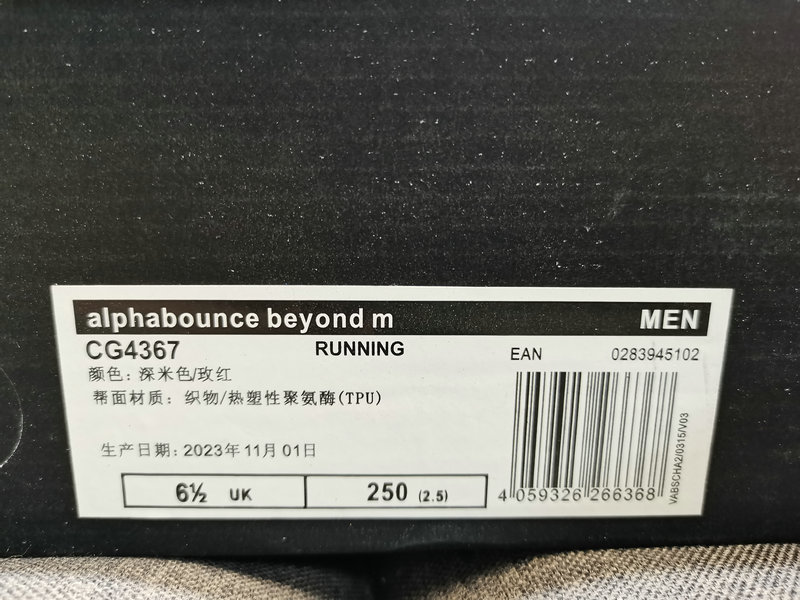 alphabounce beyond m MEN
CG4367 RUNNING EAN 0283945102
颜色: 深米色/玫红
帮面材质: 织物/热塑性聚氨酶(TPU)
生产日期: 2023年11月01日
6½ UK 250 (2.5)
4 059326 266368
VABSCHA2/0315/V03